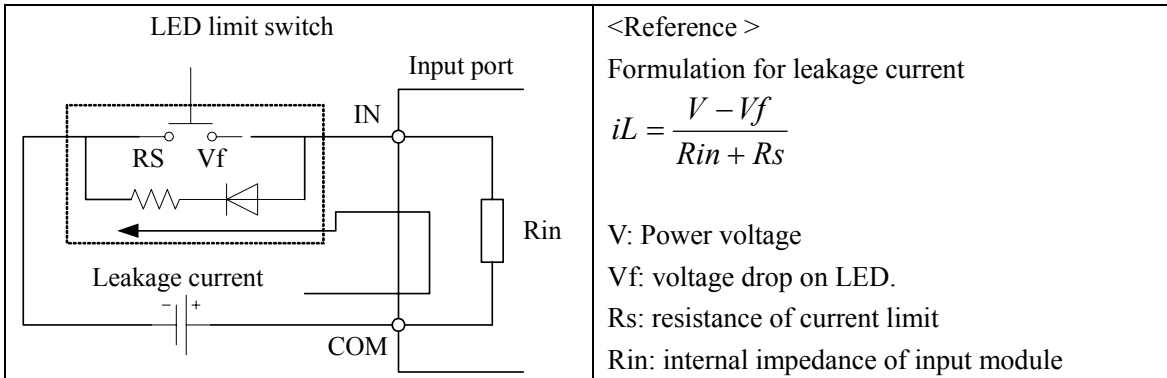 LED limit switch
Input port
IN
RS Vf
Rin
Leakage current
− +
COM
<Reference >
Formulation for leakage current
iL = (V − Vf) / (Rin + Rs)
V: Power voltage
Vf: voltage drop on LED.
Rs: resistance of current limit
Rin: internal impedance of input module